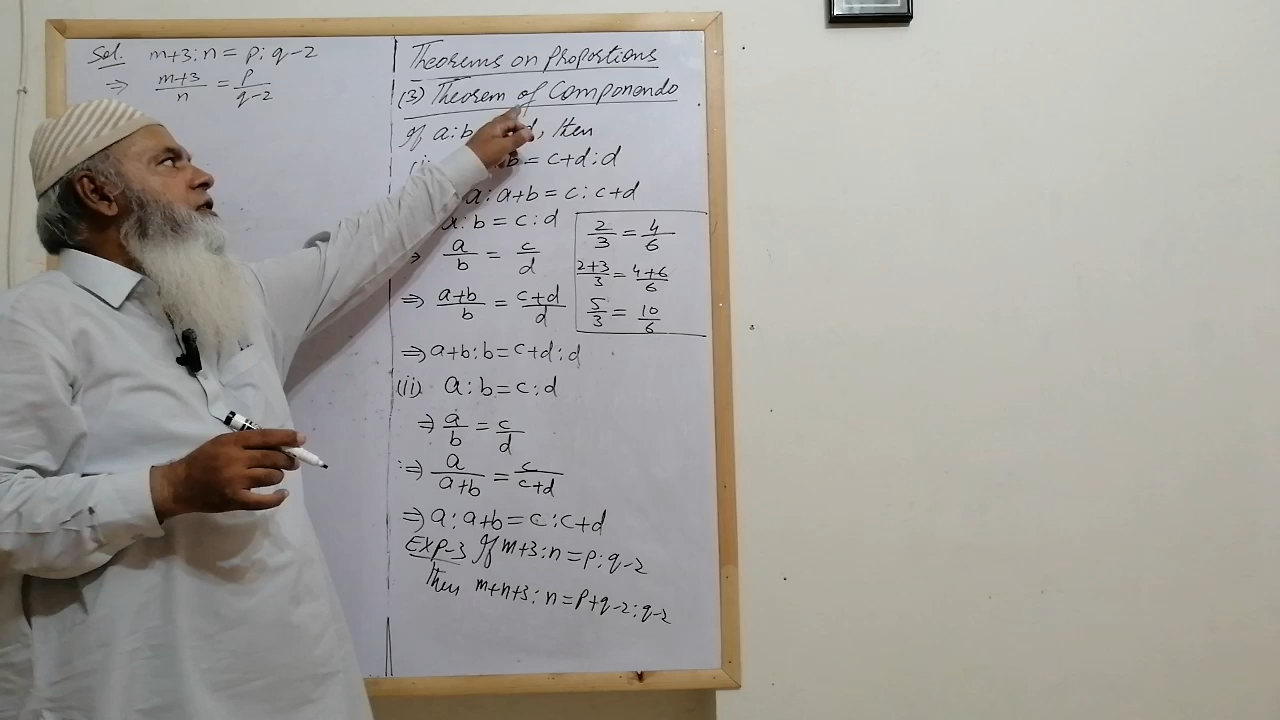 Sol. m+3:n = p:q-2
⇒ m+3/n = p/q-2
Theorems on Proportions
(3) Theorem of Componendo
If a:b d, then
b = c+d:d
a:a+b = c:c+d
a:b = c:d
⇒ a/b = c/d
⇒ a+b/b = c+d/d
⇒ a+b:b = c+d:d
2/3 = 4/6
2+3/3 = 4+6/6
5/3 = 10/6
(ii) a:b = c:d
⇒ a/b = c/d
⇒ a/a+b = c/c+d
⇒ a:a+b = c:c+d
EXP-3 If m+3:n = p:q-2
then m+n+3:n = P+q-2:q-2